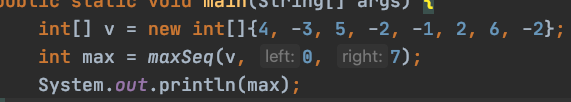 public static void main(String[] args) {
int[] v = new int[]{4, -3, 5, -2, -1, 2, 6, -2};
int max = maxSeq(v, left: 0, right: 7);
System.out.println(max);